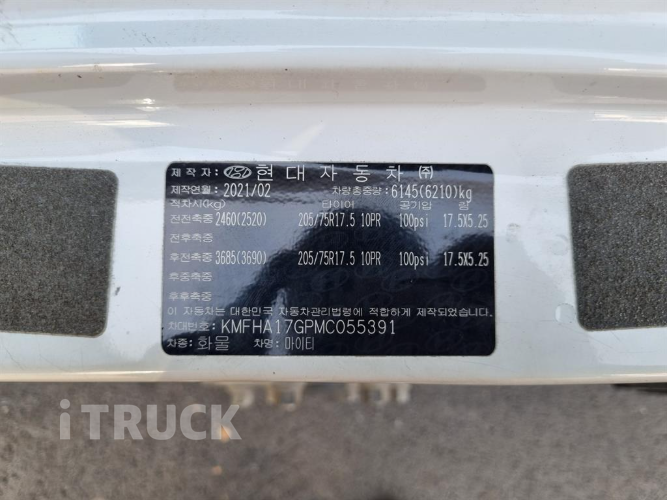 제 작 자 : 현 대 자 동 차 ㈜
제작연월 : 2021/02 차량총중량 : 6145(6210)kg
적차시(kg) 타이어 공기압 림
전전축중 2460(2520) 205/75R17.5 10PR 100psi 17.5X5.25
전후축중
후전축중 3685(3690) 205/75R17.5 10PR 100psi 17.5X5.25
후중축중
후후축중
이 자동차는 대한민국 자동차관리법령에 적합하게 제작되었습니다.
차대번호: KMFHA17GPMC055391
차종: 화물 차명: 마이티
iTRUCK